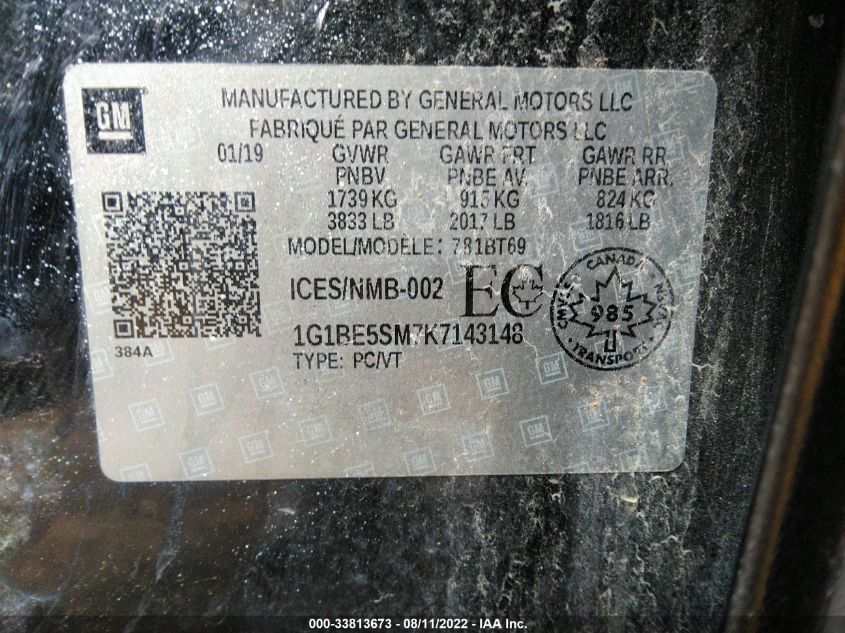 GM
MANUFACTURED BY GENERAL MOTORS LLC
FABRIQUÉ PAR GENERAL MOTORS LLC
01/19 GVWR GAWR FRT GAWR RR
PNBV PNBE AV. PNBE ARR.
1739 KG 915 KG 824 KG
3833 LB 2017 LB 1816 LB
MODEL/MODÈLE: 781BT69
ICES/NMB-002 EC
CANADA
985
TRANSPORT
1G1BE5SM7K7143148
384A
TYPE: PC/VT
000-33813673 - 08/11/2022 - IAA Inc.